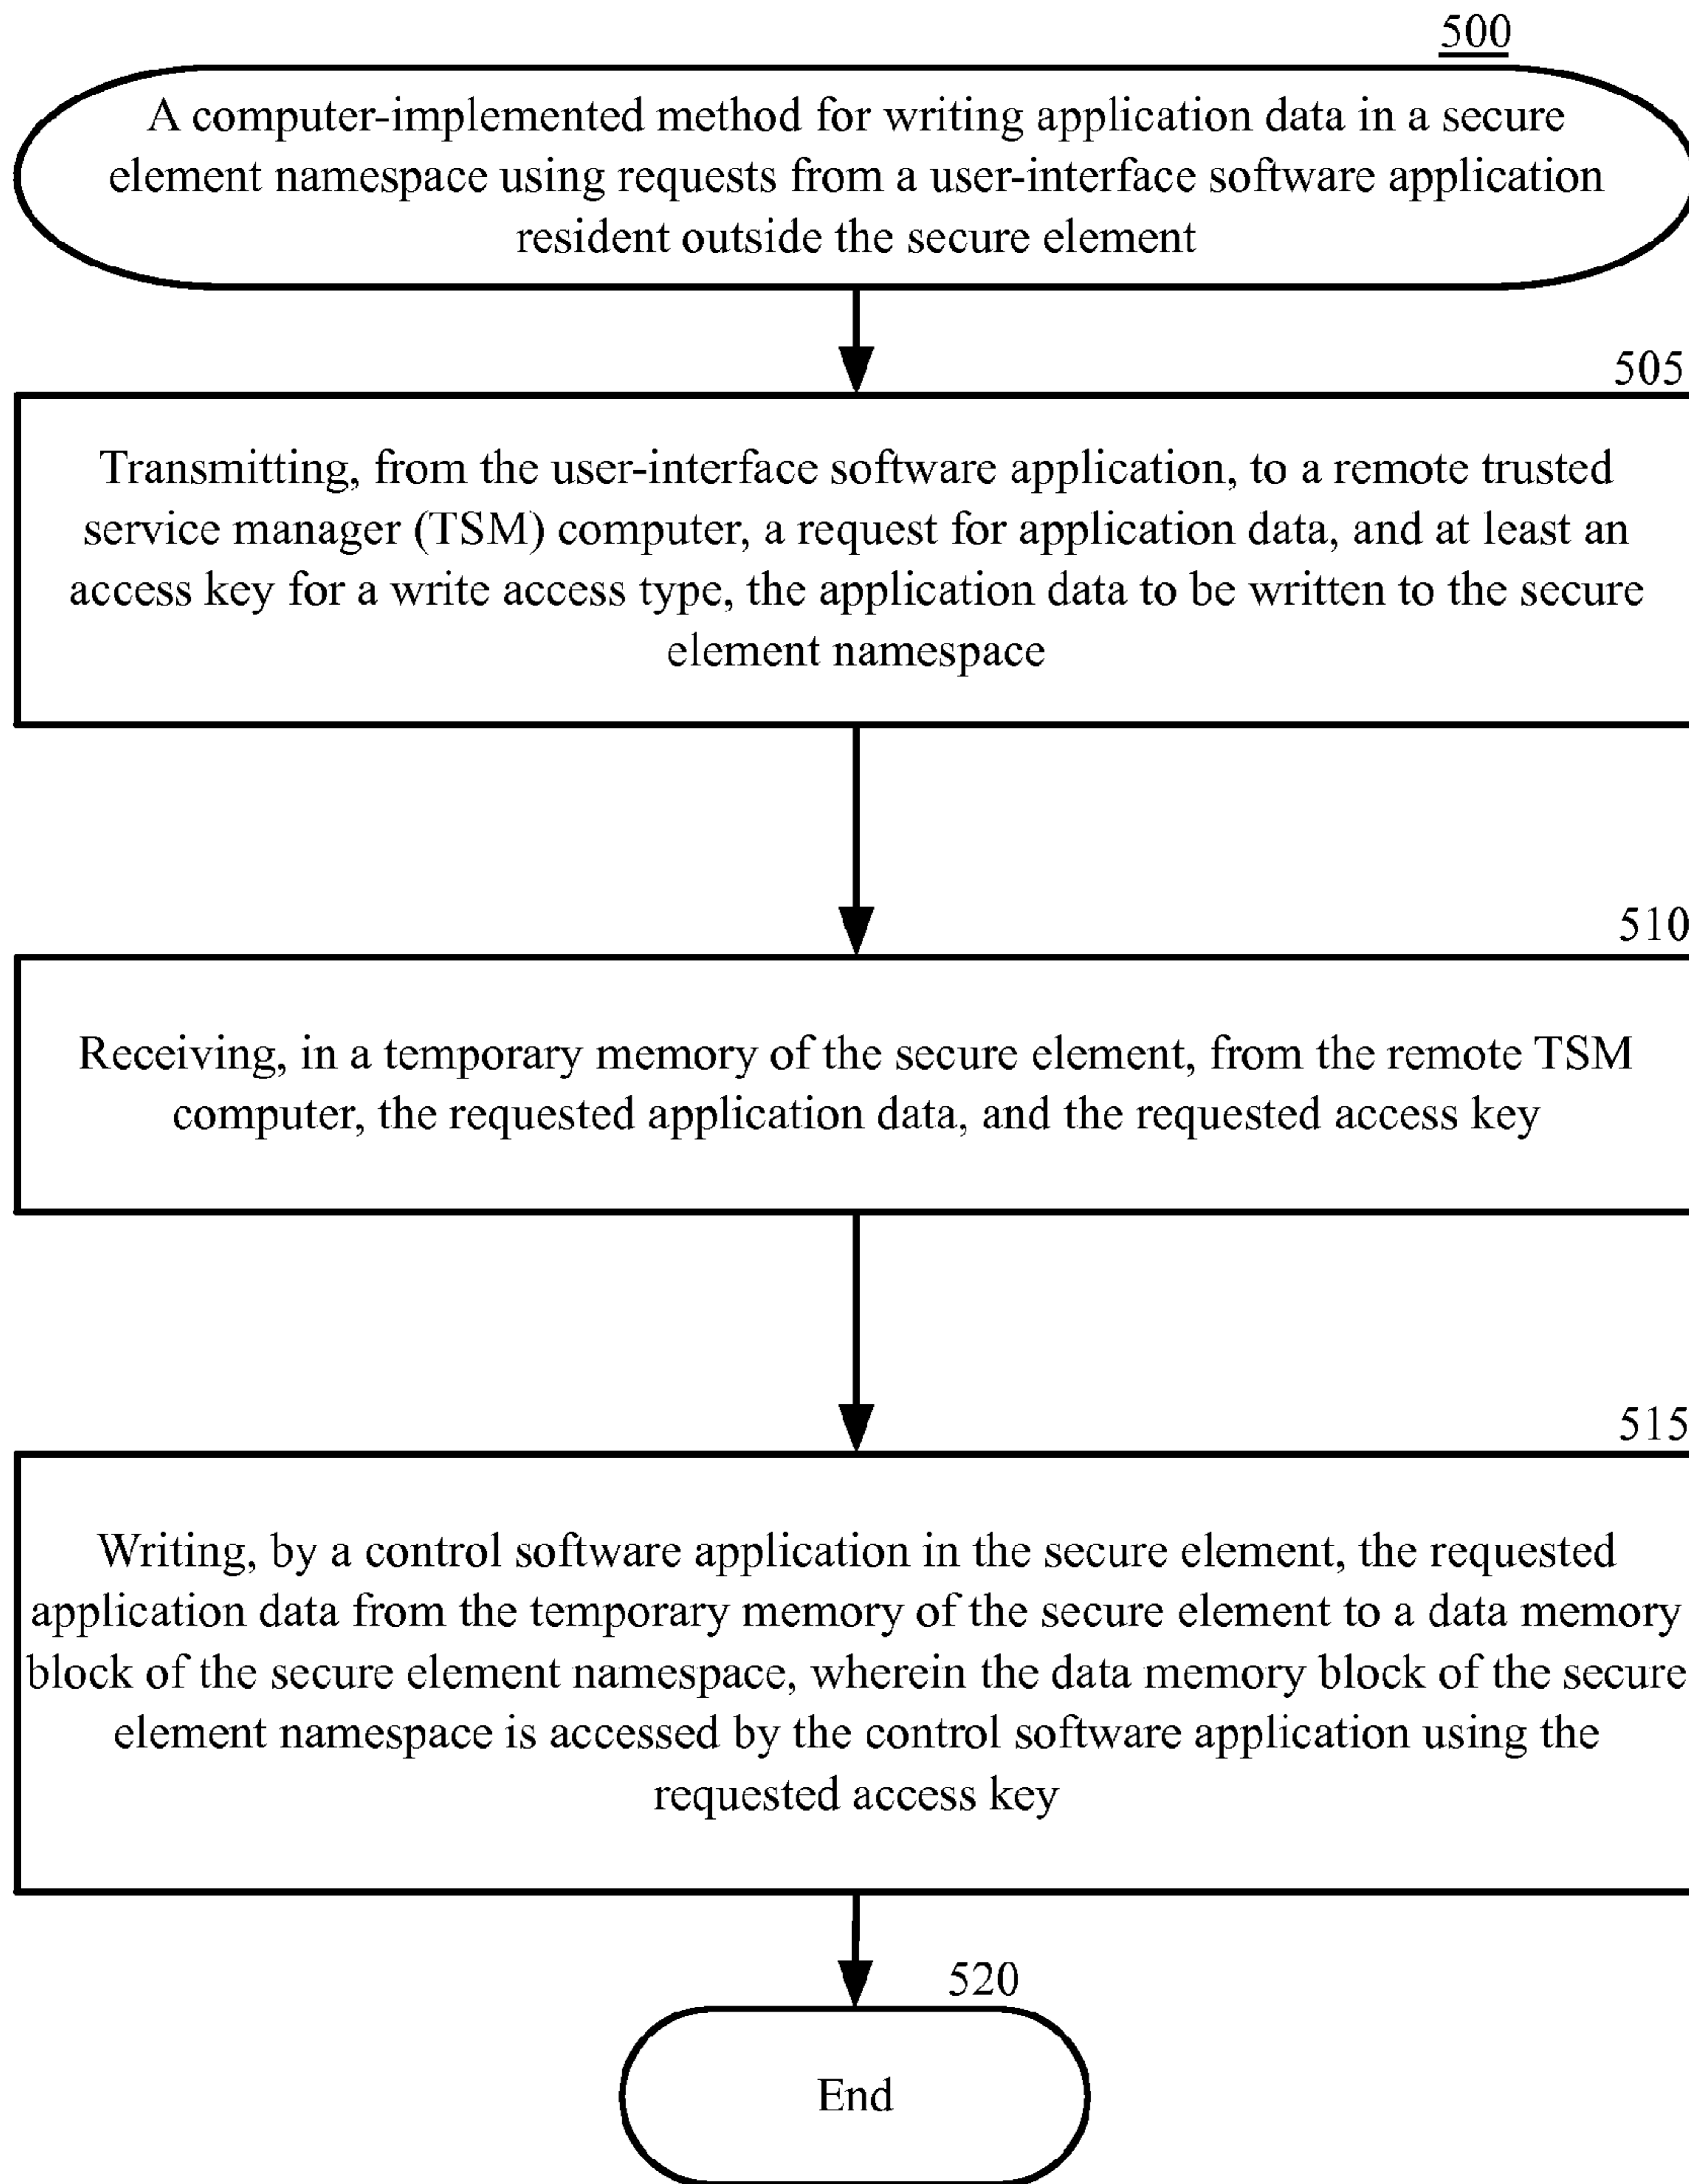 500
A computer-implemented method for writing application data in a secure
element namespace using requests from a user-interface software application
resident outside the secure element
505
Transmitting, from the user-interface software application, to a remote trusted
service manager (TSM) computer, a request for application data, and at least an
access key for a write access type, the application data to be written to the secure
element namespace
510
Receiving, in a temporary memory of the secure element, from the remote TSM
computer, the requested application data, and the requested access key
515
Writing, by a control software application in the secure element, the requested
application data from the temporary memory of the secure element to a data memory
block of the secure element namespace, wherein the data memory block of the secure
element namespace is accessed by the control software application using the
requested access key
520
End